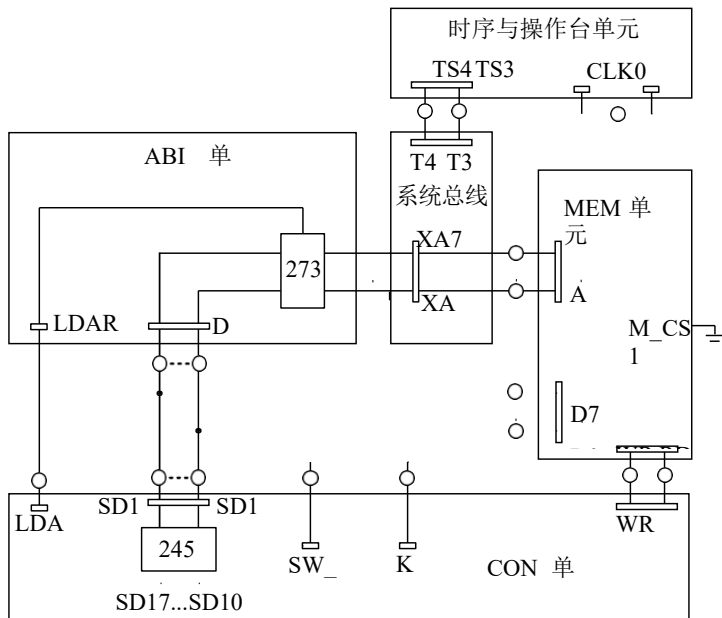 时序与操作台单元
TS4 TS3
CLK0
ABI 单
T4 T3
系统总线
MEM 单
元
XA7
273
XA
A
LDAR
D
M_CS
1
D7
LDA
SD1
SD1
WR
245
SW_
K
CON 单
SD17...SD10